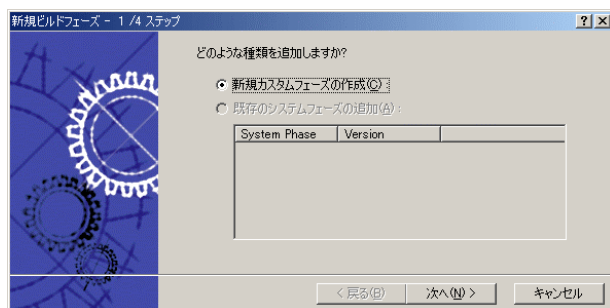 新規ビルドフェーズ - 1 /4 ステップ
どのような種類を追加しますか?
新規カスタムフェーズの作成(C) :
既存のシステムフェーズの追加(A) :
System Phase Version
< 戻る(B) 次へ(N) > キャンセル